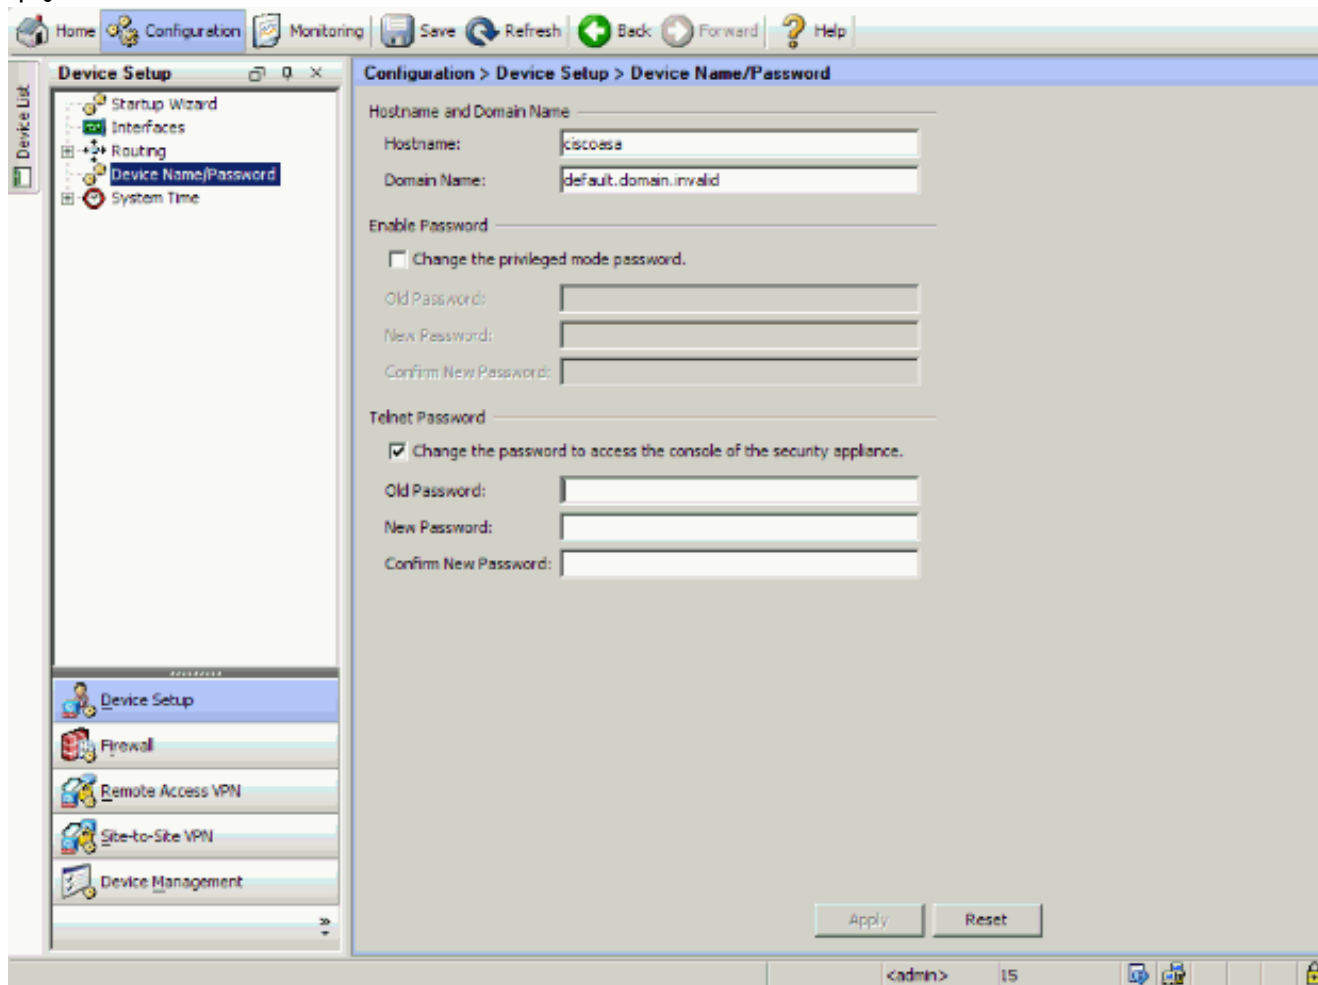 Home Configuration Monitoring Save Refresh Back Forward Help
Device List
Device Setup
Startup Wizard
Interfaces
Routing
Device Name/Password
System Time
Device Setup
Firewall
Remote Access VPN
Site-to-Site VPN
Device Management
Configuration > Device Setup > Device Name/Password
Hostname and Domain Name
Hostname: ciscoasa
Domain Name: default.domain.invalid
Enable Password
Change the privileged mode password.
Old Password:
New Password:
Confirm New Password:
Telnet Password
Change the password to access the console of the security appliance.
Old Password:
New Password:
Confirm New Password:
Apply Reset
<admin> 15